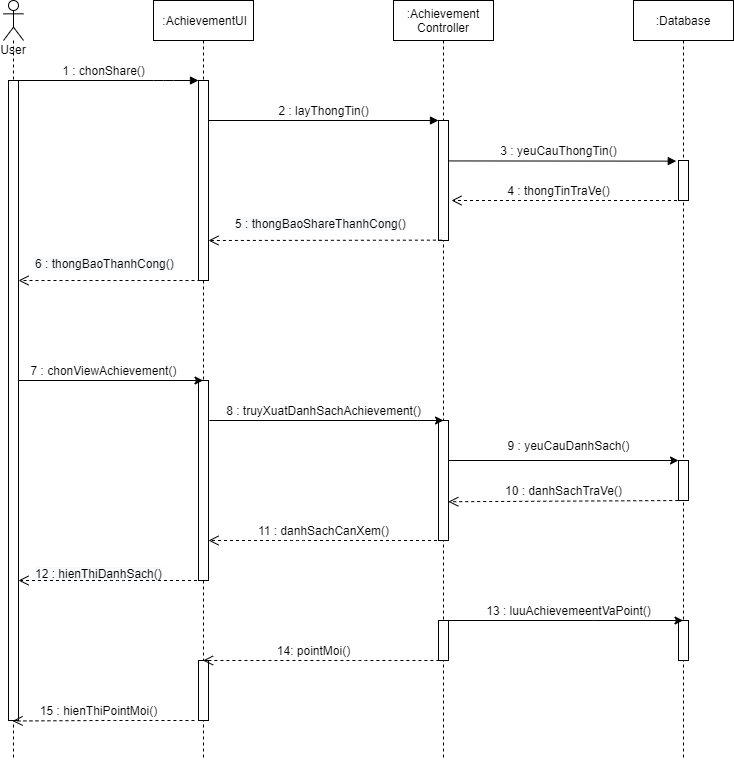 :AchievementUI
:Achievement
Controller
:Database
User
1 : chonShare()
2 : layThongTin()
3 : yeuCauThongTin()
4 : thongTinTraVe()
5 : thongBaoShareThanhCong()
6 : thongBaoThanhCong()
7 : chonViewAchievement()
8 : truyXuatDanhSachAchievement()
9 : yeuCauDanhSach()
10 : danhSachTraVe()
11 : danhSachCanXem()
12 : hienThiDanhSach()
13 : luuAchievemeentVaPoint()
14: pointMoi()
15 : hienThiPointMoi()